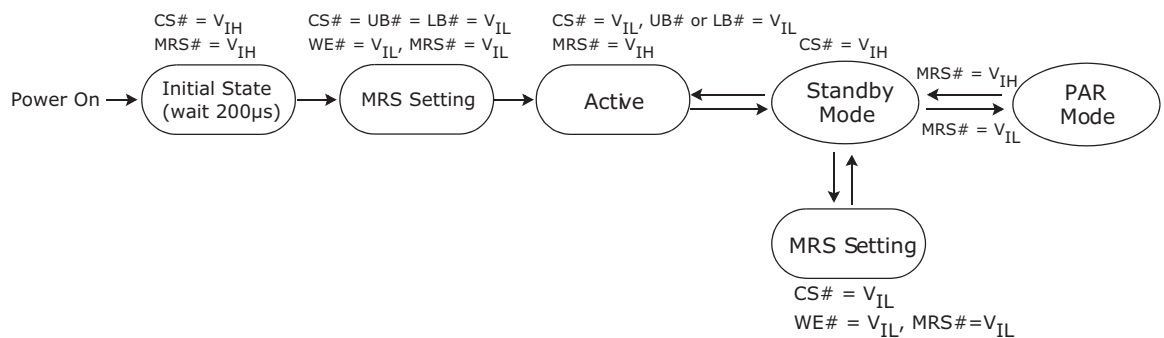 CS# = VIH
MRS# = VIH
CS# = UB# = LB# = VIL
WE# = VIL, MRS# = VIL
CS# = VIL, UB# or LB# = VIL
MRS# = VIH
CS# = VIH
Power On
Initial State
(wait 200µs)
MRS Setting
Active
Standby
Mode
MRS# = VIH
MRS# = VIL
PAR
Mode
MRS Setting
CS# = VIL
WE# = VIL, MRS#=VIL